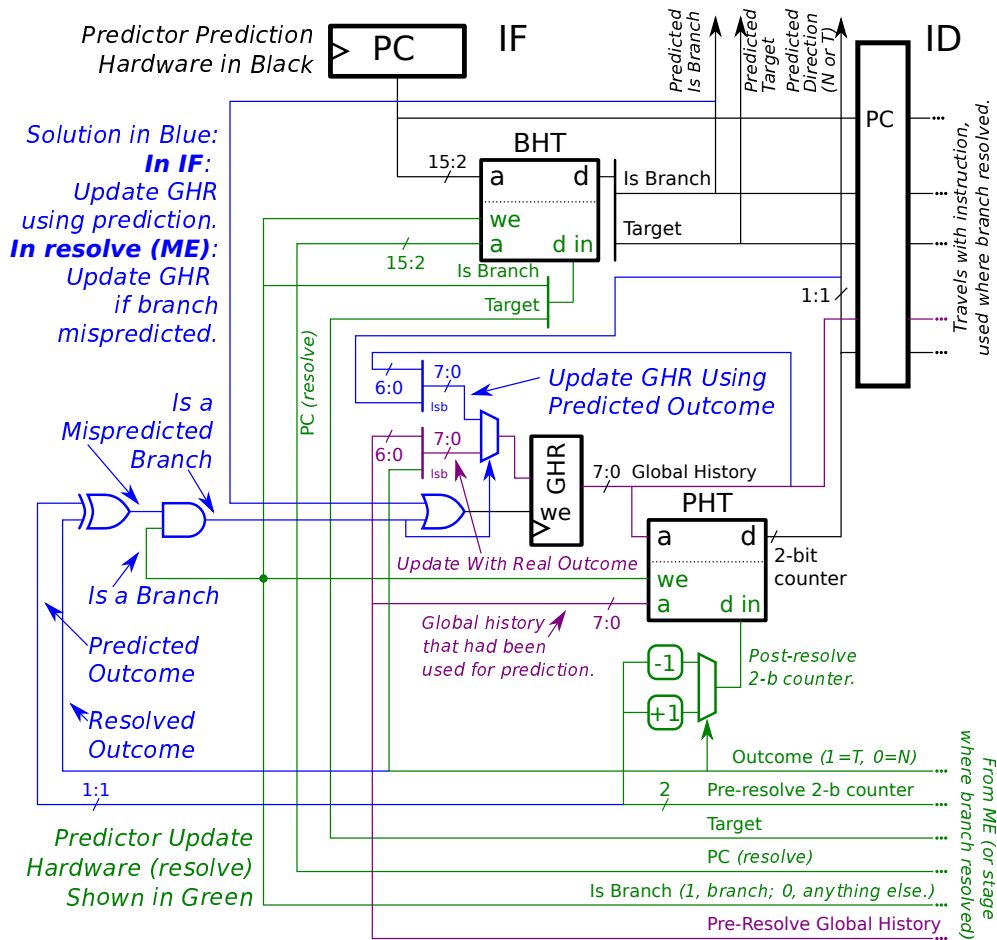 Predictor Prediction
Hardware in Black
PC
IF
Predicted
Is Branch
Predicted
Target
Predicted
Direction
(N or T)
ID
PC
Travels with instruction,
used where branch resolved.
Solution in Blue:
In IF:
Update GHR
using prediction.
In resolve (ME):
Update GHR
if branch
mispredicted.
BHT
15:2
a
d
we
a
d in
15:2
Is Branch
Target
Is Branch
Target
1:1
PC (resolve)
6:0
7:0
lsb
Update GHR Using
Predicted Outcome
6:0
7:0
lsb
Is a
Mispredicted
Branch
GHR
we
7:0
Global History
PHT
a
d
we
a
d in
2-bit
counter
Update With Real Outcome
Is a Branch
Global history
that had been
used for prediction.
7:0
Predicted
Outcome
Resolved
Outcome
-1
+1
Post-resolve
2-b counter.
1:1
Outcome (1=T, 0=N)
2
Pre-resolve 2-b counter
Target
PC (resolve)
Is Branch (1, branch; 0, anything else.)
Pre-Resolve Global History
Predictor Update
Hardware (resolve)
Shown in Green
From ME (or stage
where branch resolved)